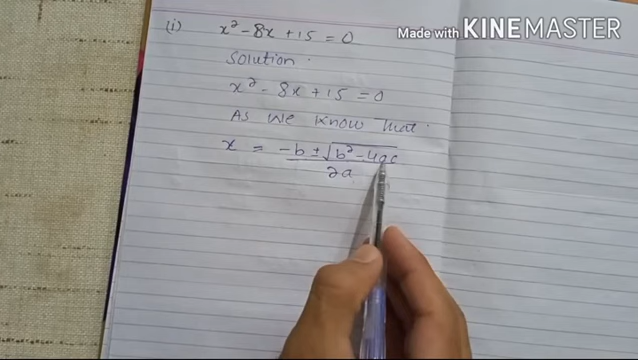 (i) x² - 8x + 15 = 0
Made with KINEMASTER
Solution.
x² - 8x + 15 = 0
As we know that.
x = -b ± √b² - 4ac / 2a